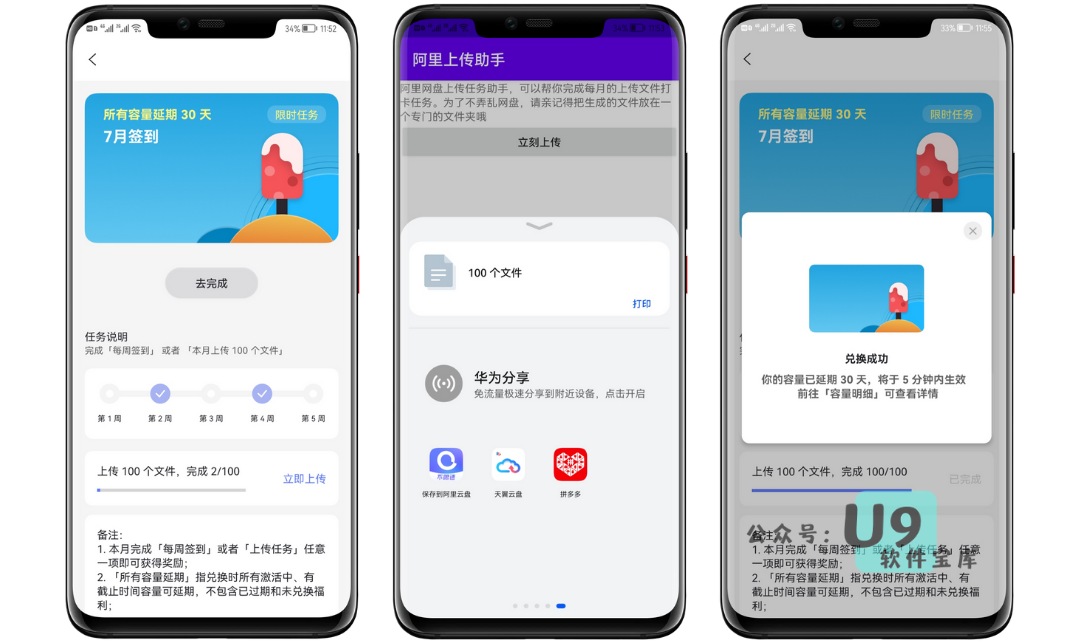 34% 11:52
所有容量延期 30 天
限时任务
7月签到
去完成
任务说明
完成「每周签到」 或者 「本月上传 100 个文件」
第 1 周 第 2 周 第 3 周 第 4 周 第 5 周
上传 100 个文件，完成 2/100
立即上传
备注：
1. 本月完成「每周签到」或者「上传任务」任意
一项即可获得奖励；
2. 「所有容量延期」指兑换时所有激活中、有
截止时间容量可延期，不包含已过期和未兑换福
利；
阿里上传助手
阿里网盘上传任务助手，可以帮你完成每月的上传文件打
卡任务。为了不弄乱网盘，请亲记得把生成的文件放在一
个专门的文件夹哦
立刻上传
100 个文件
打印
华为分享
免流量极速分享到附近设备，点击开启
不限速
保存到阿里云盘 天翼云盘 拼多多
33% 11:56
所有容量延期 30 天
限时任务
7月签到
兑换成功
你的容量已延期 30 天，将于 5 分钟内生效
前往「容量明细」可查看详情
上传 100 个文件，完成 100/100
已完成
公众号：U9
软件宝库
备注：
1. 本月完成「每周签到」或者「上传任务」任意
一项即可获得奖励；
2. 「所有容量延期」指兑换时所有激活中、有
截止时间容量可延期，不包含已过期和未兑换福
利；